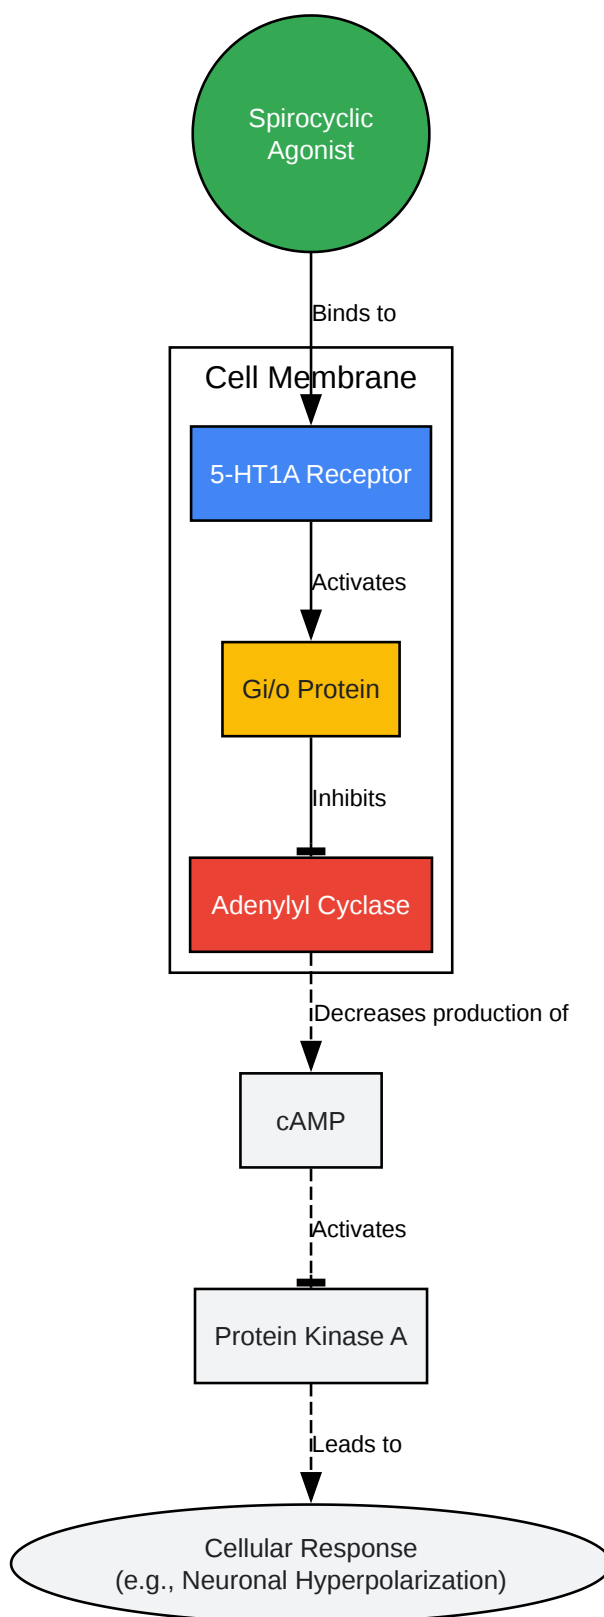 Spirocyclic
Agonist
Binds to
Cell Membrane
5-HT1A Receptor
Activates
Gi/o Protein
Inhibits
Adenylyl Cyclase
Decreases production of
cAMP
Activates
Protein Kinase A
Leads to
Cellular Response
(e.g., Neuronal Hyperpolarization)